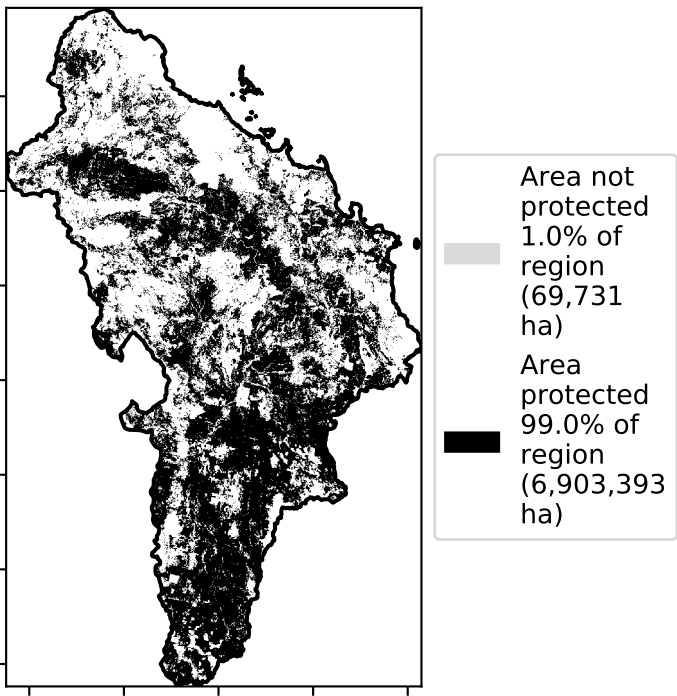 Area not
protected
1.0% of
region
(69,731
ha)
Area
protected
99.0% of
region
(6,903,393
ha)